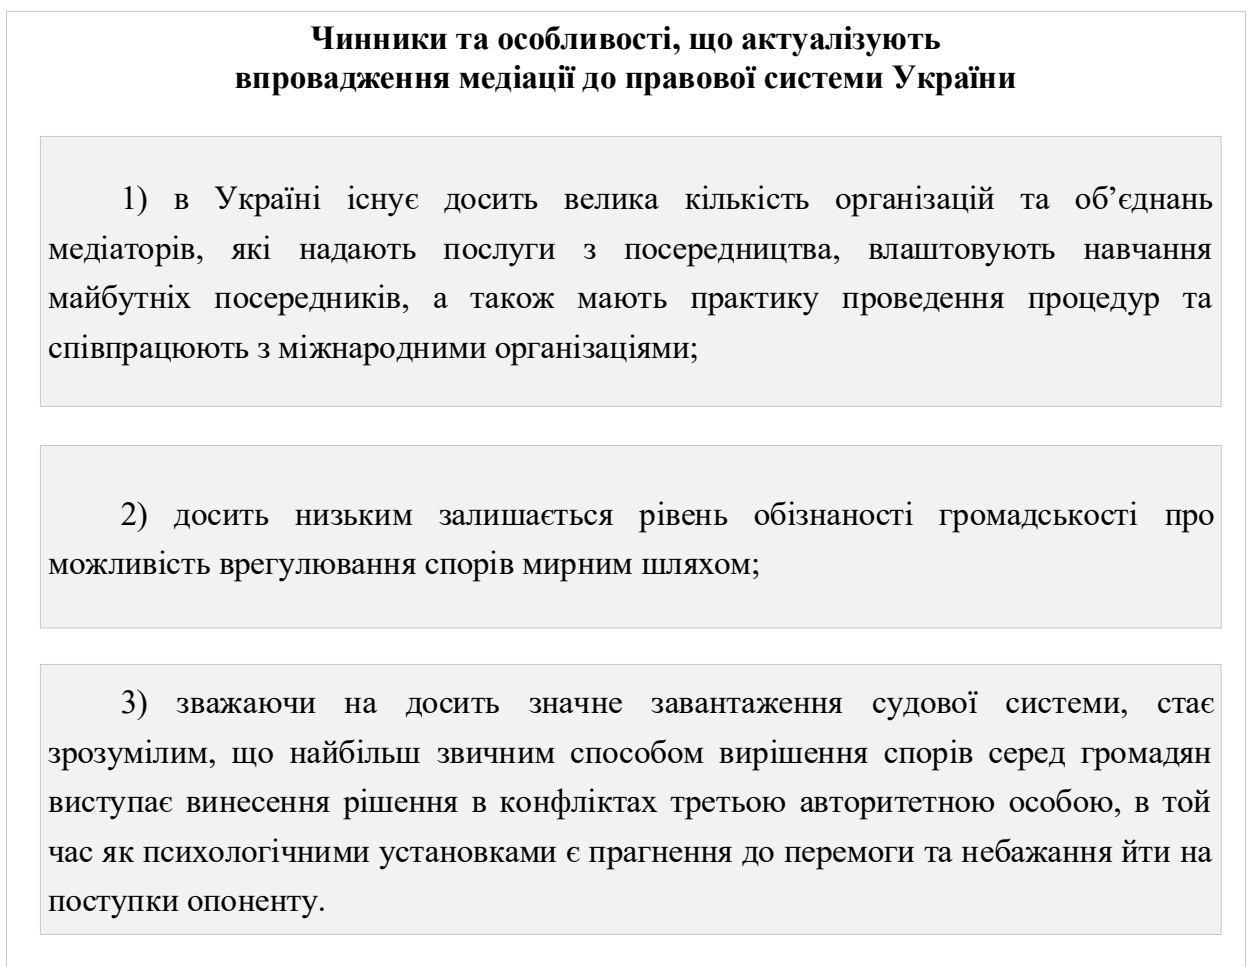 Чинники та особливості, що актуалізують
впровадження медіації до правової системи України
1) в Україні існує досить велика кількість організацій та об’єднань
медіаторів, які надають послуги з посередництва, влаштовують навчання
майбутніх посередників, а також мають практику проведення процедур та
співпрацюють з міжнародними організаціями;
2) досить низьким залишається рівень обізнаності громадськості про
можливість врегулювання спорів мирним шляхом;
3) зважаючи на досить значне завантаження судової системи, стає
зрозумілим, що найбільш звичним способом вирішення спорів серед громадян
виступає винесення рішення в конфліктах третьою авторитетною особою, в той
час як психологічними установками є прагнення до перемоги та небажання йти на
поступки опоненту.